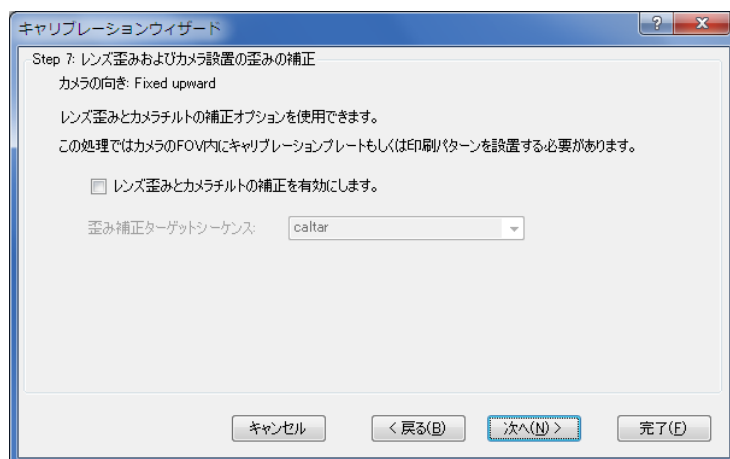 キャリブレーションウィザード
Step 7: レンズ歪みおよびカメラ設置の歪みの補正
カメラの向き: Fixed upward
レンズ歪みとカメラチルトの補正オプションを使用できます。
この処理ではカメラのFOV内にキャリブレーションプレートもしくは印刷パターンを設置する必要があります。
レンズ歪みとカメラチルトの補正を有効にします。
歪み補正ターゲットシーケンス: caltar
キャンセル < 戻る(B) 次へ(N) > 完了(F)